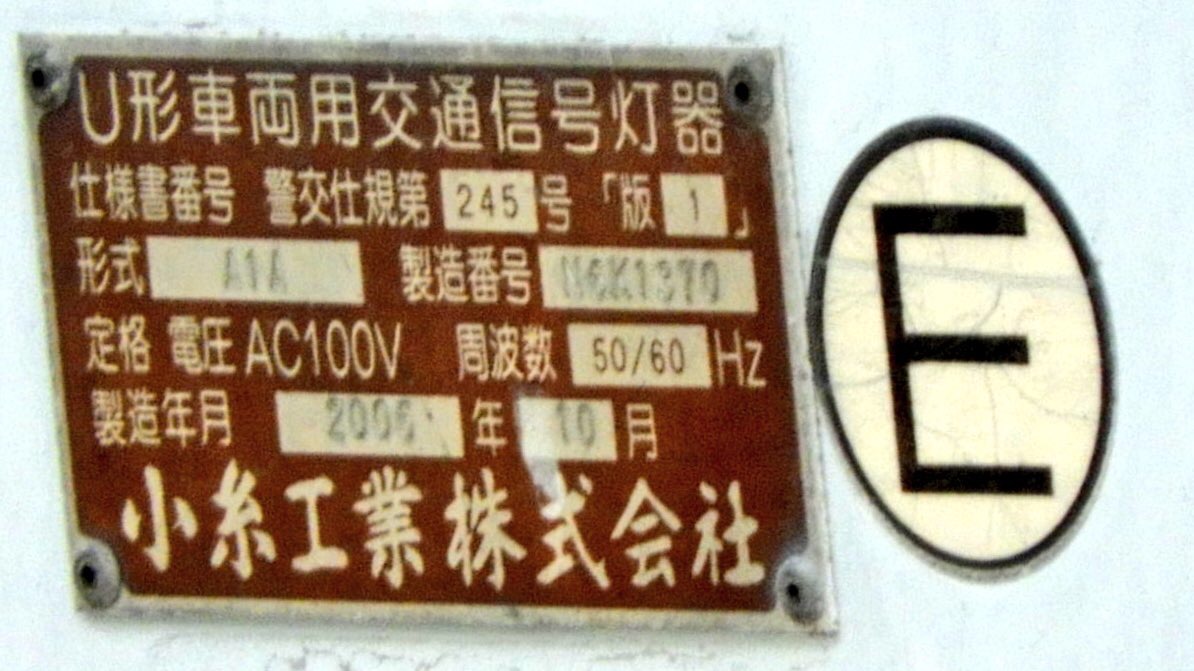 U形車両用交通信号灯器
仕様書番号 警交仕規第 245 号 「版 1 」
形式 A1A 製造番号 N6K1370
定格 電圧 AC100V 周波数 50/60 Hz
製造年月 2006 年 10 月
小糸工業株式会社
E